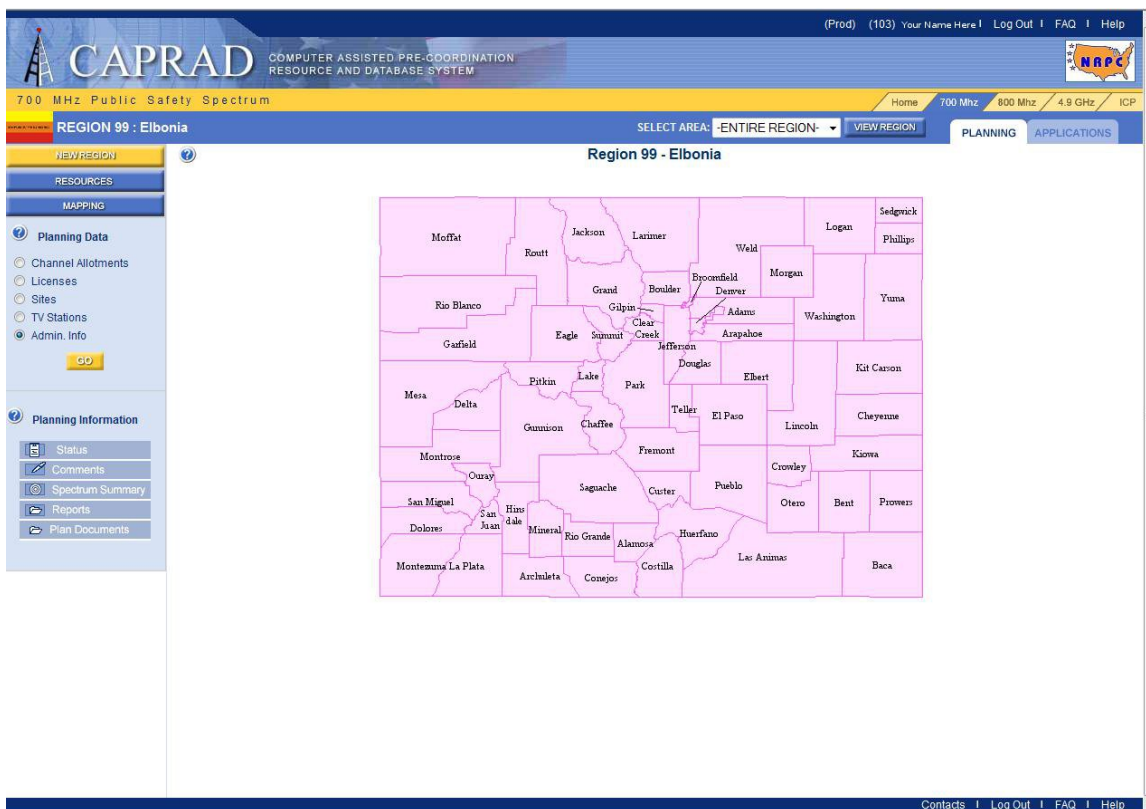 (Prod) (103) Your Name Here I Log Out I FAQ I Help
CAPRAD COMPUTER ASSISTED PRE-COORDINATION
RESOURCE AND DATABASE SYSTEM
NRPC
700 MHz Public Safety Spectrum
Home 700 Mhz 800 Mhz 4.9 GHz ICP
REGION 99 : Elbonia
SELECT AREA: -ENTIRE REGION- VIEW REGION
PLANNING APPLICATIONS
NEW REGION
RESOURCES
MAPPING
Planning Data
Channel Allotments
Licenses
Sites
TV Stations
Admin. Info
GO
Planning Information
Status
Comments
Spectrum Summary
Reports
Plan Documents
Region 99 - Elbonia
Sedgwick
Moffat
Routt
Jackson
Larimer
Weld
Logan
Phillips
Rio Blanco
Grand
Boulder
Broomfield
Denver
Morgan
Yuma
Gilpin
Adams
Washington
Garfield
Eagle
Summit
Clear
Creek
Jefferson
Arapahoe
Mesa
Delta
Pitkin
Lake
Park
Douglas
Elbert
Kit Carson
Gunnison
Chaffee
Teller
El Paso
Lincoln
Cheyenne
Montrose
Ouray
Fremont
Crowley
Kiowa
San Miguel
San
Juan
Hins
dale
Saguache
Custer
Pueblo
Otero
Bent
Prowers
Dolores
Mineral
Rio Grande
Alamosa
Huerfano
Montezuma
La Plata
Archuleta
Conejos
Costilla
Las Animas
Baca
Contacts I Log Out I FAQ I Help